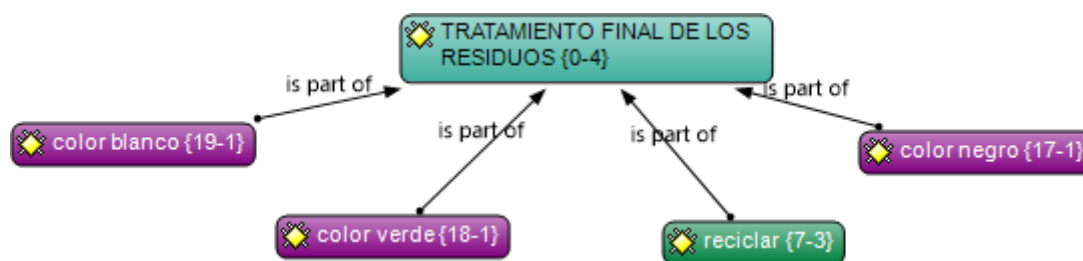 TRATAMIENTO FINAL DE LOS
RESIDUOS {0-4}
is part of
is part of
is part of
is part of
color blanco {19-1}
color negro {17-1}
color verde {18-1}
reciclar {7-3}